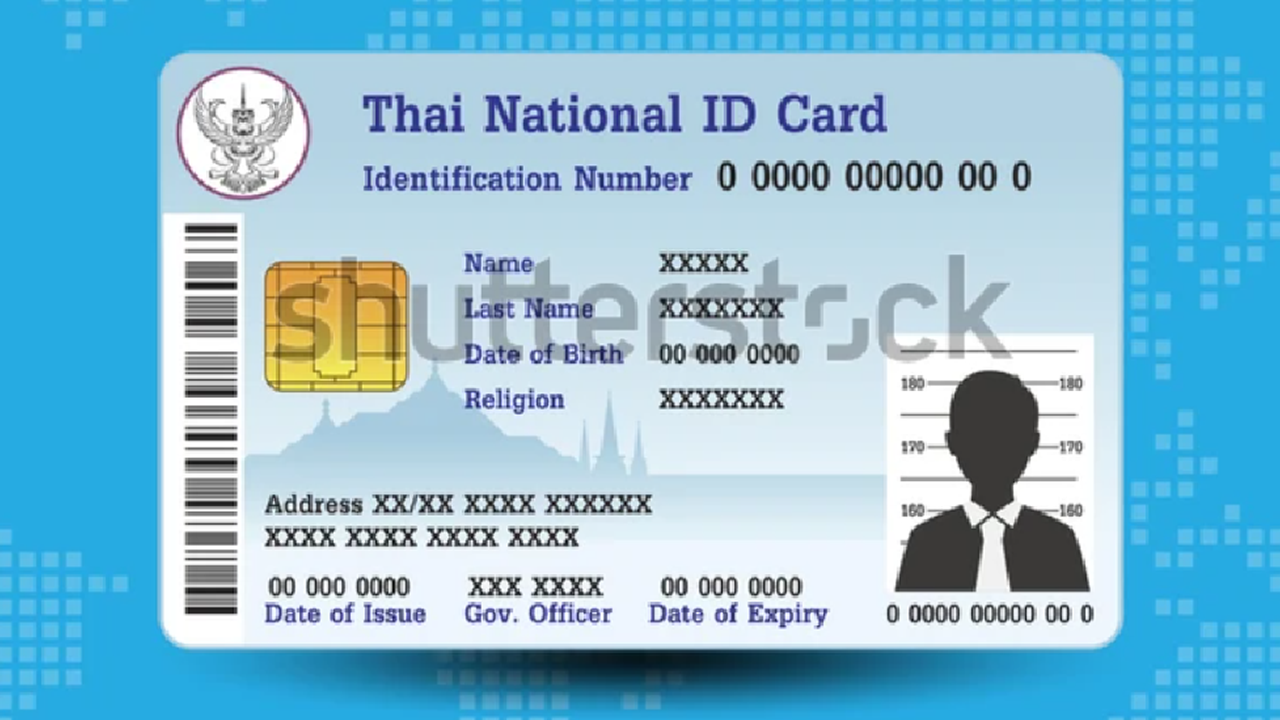 Thai National ID Card
Identification Number 0 0000 00000 00 0
Name XXXXX
Last Name XXXXXXX
Date of Birth 00 000 0000
Religion XXXXXXX
shutterstock
180 180
170 170
160 160
Address XX/XX XXXX XXXXXX
XXXX XXXX XXXX XXXX
00 000 0000 XXX XXXX 00 000 0000
Date of Issue Gov. Officer Date of Expiry 0 0000 00000 00 0